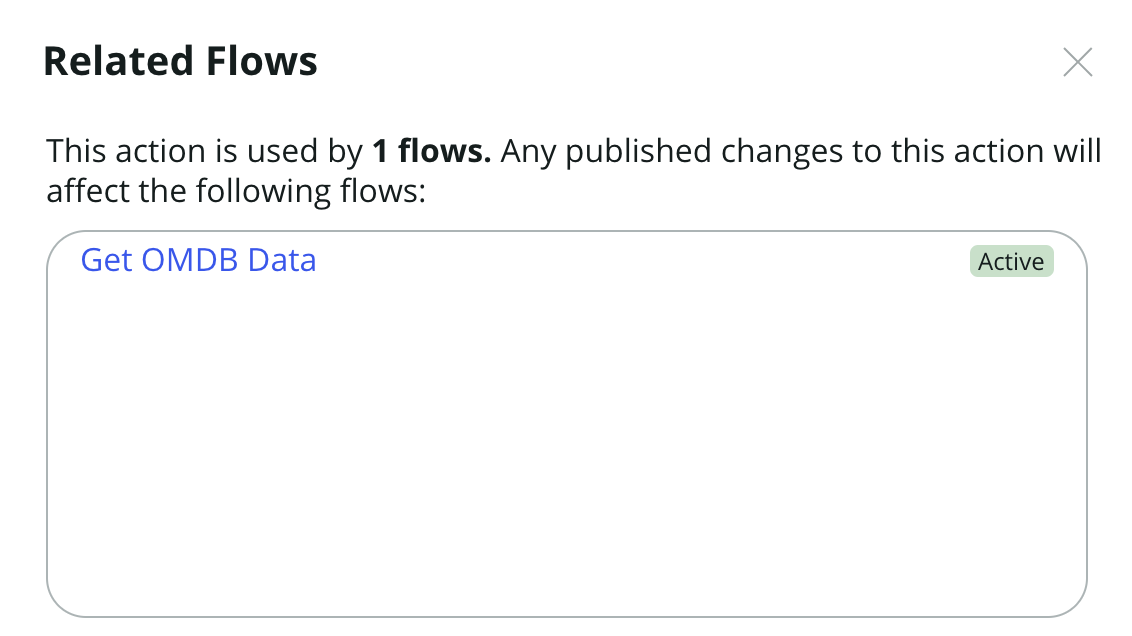 Related Flows
This action is used by 1 flows. Any published changes to this action will
affect the following flows:
Get OMDB Data
Active